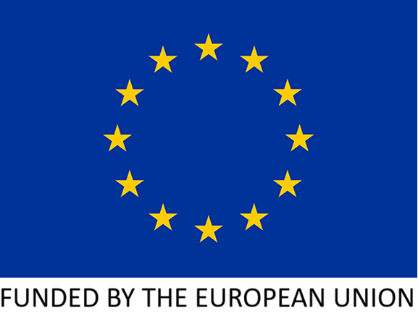 FUNDED BY THE EUROPEAN UNION